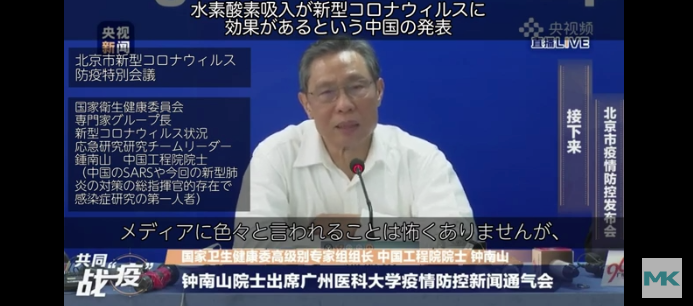 水素酸素吸入が新型コロナウィルスに
効果があるという中国の発表
央视
新闻
央视频
直播LIVE
北京市新型コロナウィルス
防疫特別会議
国家衛生健康委員会
専門家グループ長
新型コロナウィルス状況
応急研究研究チームリーダー
鍾南山 中国工程院院士
（中国のSARSや今回の新型肺
炎の対策の総指揮官的存在で
感染症研究の第一人者）
接下来
北京市疫情防控发布会
メディアに色々と言われることは怖くありませんが、
共同
战“疫”
国家卫生健康委高级别专家组组长 中国工程院院士 钟南山
钟南山院士出席广州医科大学疫情防控新闻通气会
MK